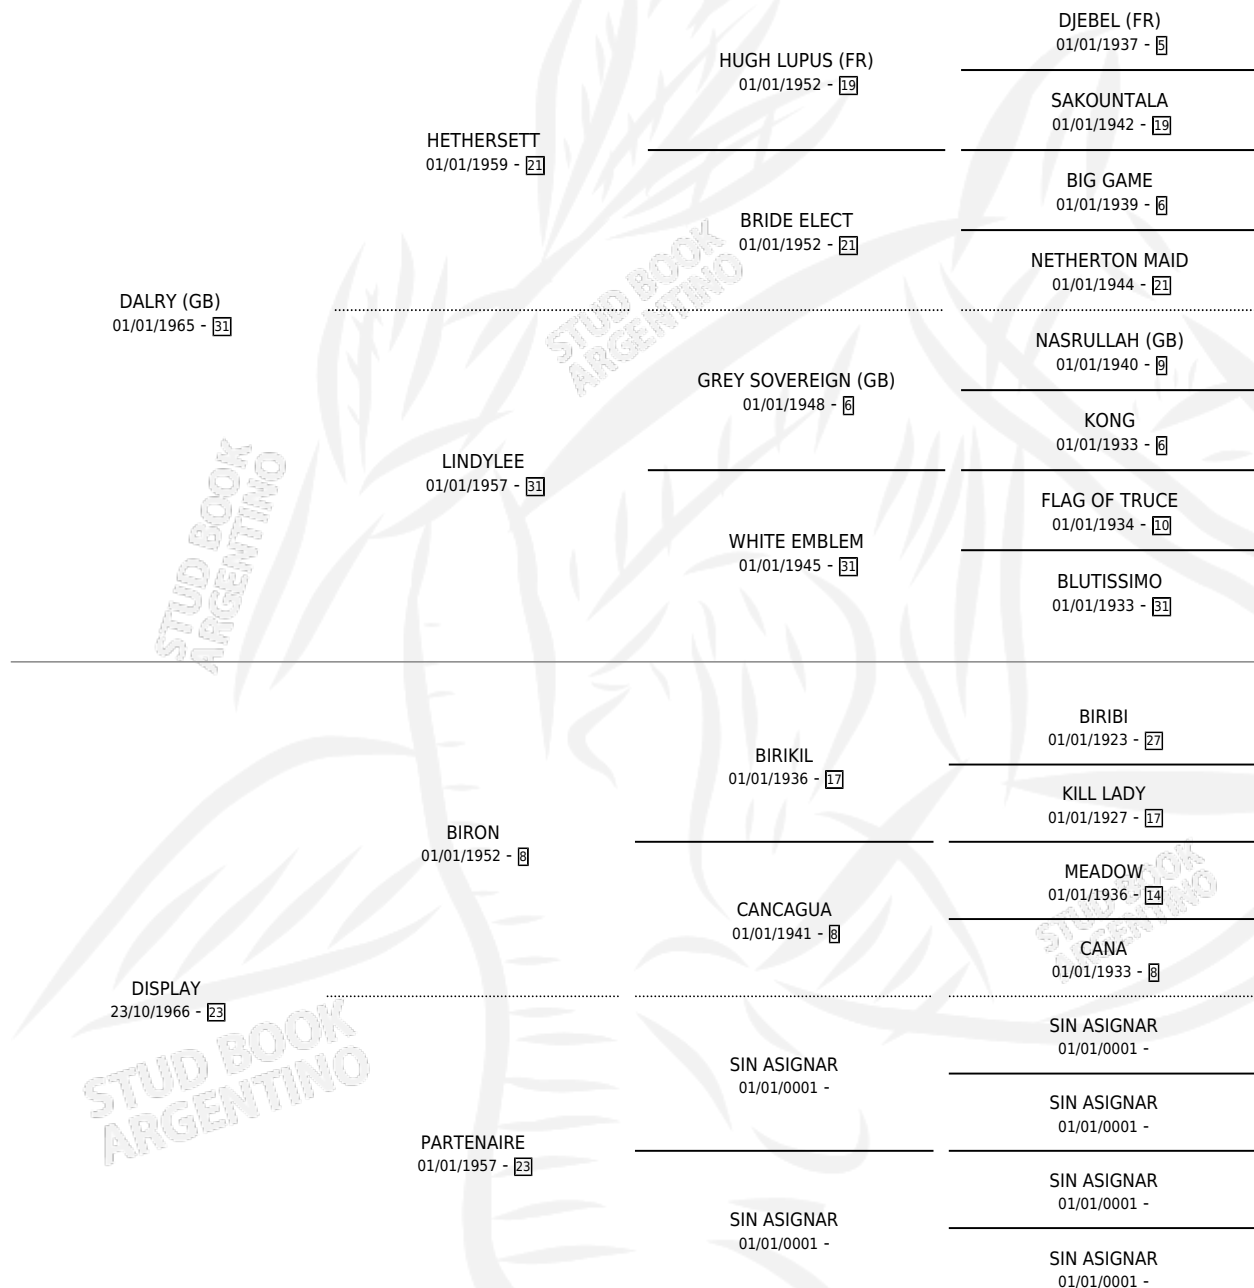 DJEBEL (FR)
01/01/1937 - 5
HUGH LUPUS (FR)
01/01/1952 - 19
SAKOUNTALA
01/01/1942 - 19
HETHERSETT
01/01/1959 - 21
BIG GAME
01/01/1939 - 6
BRIDE ELECT
01/01/1952 - 21
NETHERTON MAID
01/01/1944 - 21
DALRY (GB)
01/01/1965 - 31
STUD BOOK
ARGENTINO
NASRULLAH (GB)
01/01/1940 - 9
GREY SOVEREIGN (GB)
01/01/1948 - 6
KONG
01/01/1933 - 6
LINDYLEE
01/01/1957 - 31
FLAG OF TRUCE
01/01/1934 - 10
WHITE EMBLEM
01/01/1945 - 31
BLUTISSIMO
01/01/1933 - 31
STUD BOOK
ARGENTINO
BIRIBI
01/01/1923 - 27
BIRIKIL
01/01/1936 - 17
KILL LADY
01/01/1927 - 17
BIRON
01/01/1952 - 8
MEADOW
01/01/1936 - 14
CANCAGUA
01/01/1941 - 8
STUD BOOK
ARGENTINO
CANA
01/01/1933 - 8
DISPLAY
23/10/1966 - 23
STUD BOOK
ARGENTINO
SIN ASIGNAR
01/01/0001 -
SIN ASIGNAR
01/01/0001 -
SIN ASIGNAR
01/01/0001 -
PARTENAIRE
01/01/1957 - 23
SIN ASIGNAR
01/01/0001 -
SIN ASIGNAR
01/01/0001 -
SIN ASIGNAR
01/01/0001 -